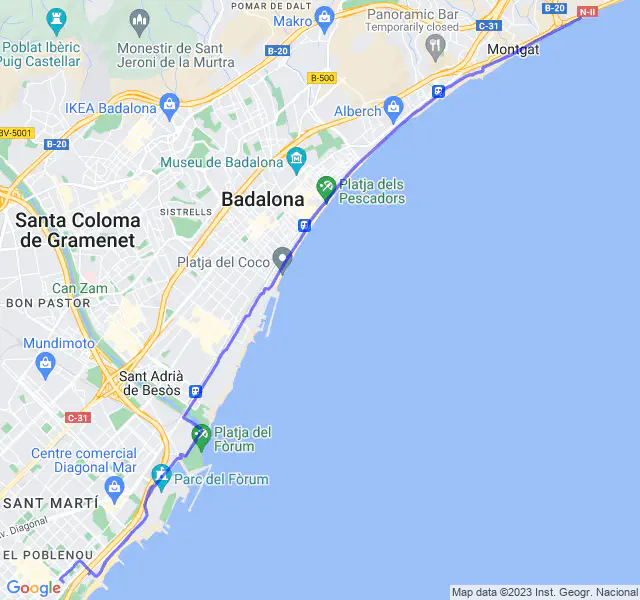 POMAR DE DALT
B-20
N-II
Panoramic Bar
Temporarily closed
C-31
Makro
Poblat Ibèric
Puig Castellar
Monestir de Sant
Jeroni de la Murtra
Montgat
B-20
B-500
IKEA Badalona
Alberch
BV-5001
B-20
Museu de Badalona
Platja dels
Pescadors
Badalona
SISTRELLS
Santa Coloma
de Gramenet
Platja del Coco
Can Zam
BON PASTOR
Mundimoto
Sant Adrià
de Besòs
C-31
Platja del
Fòrum
Centre comercial
Diagonal Mar
Parc del Fòrum
SANT MARTÍ
Av. Diagonal
EL POBLENOU
Google
Map data ©2023 Inst. Geogr. Nacional